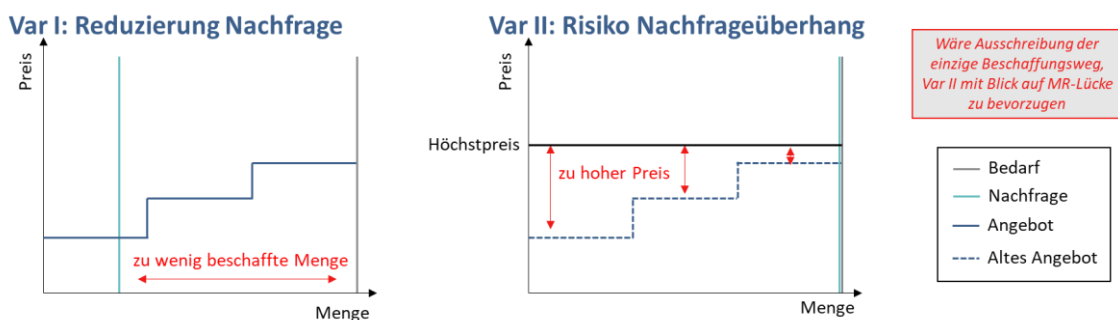 Var I: Reduzierung Nachfrage
Preis
zu wenig beschaffte Menge
Menge
Var II: Risiko Nachfrageüberhang
Preis
Höchstpreis
zu hoher Preis
Menge
Wäre Ausschreibung der
einzige Beschaffungsweg,
Var II mit Blick auf MR-Lücke
zu bevorzugen
Bedarf
Nachfrage
Angebot
Altes Angebot